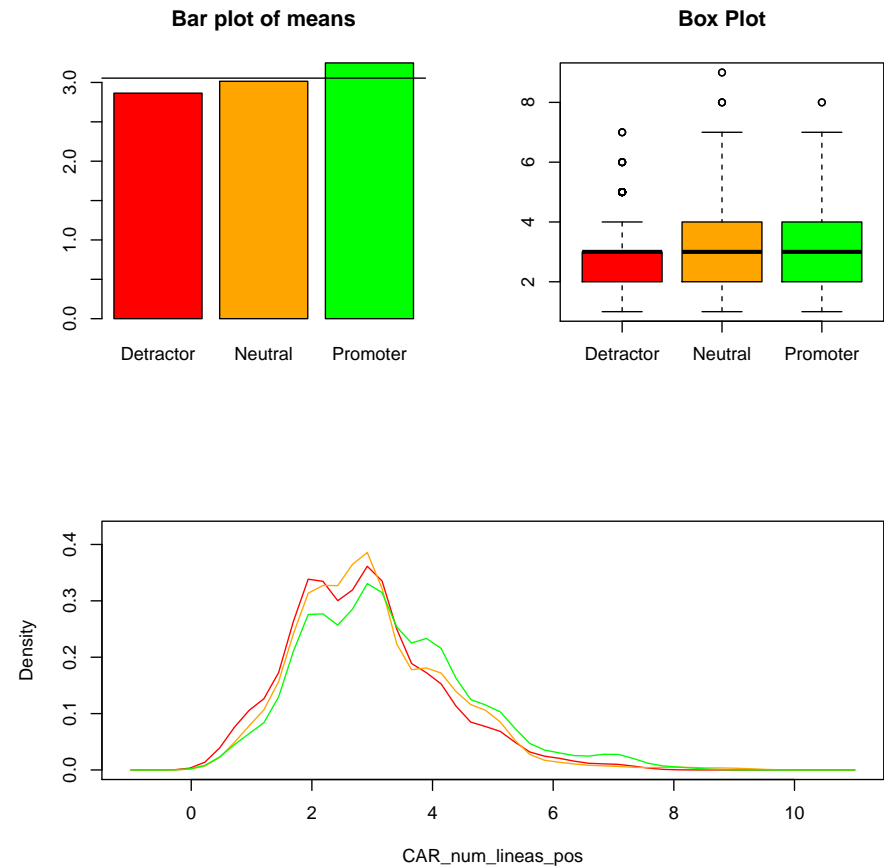 Bar plot of means
0.0
1.0
2.0
3.0
Detractor Neutral Promoter
Box Plot
2
4
6
8
Detractor Neutral Promoter
Density
0.0
0.1
0.2
0.3
0.4
0 2 4 6 8 10
CAR_num_lineas_pos